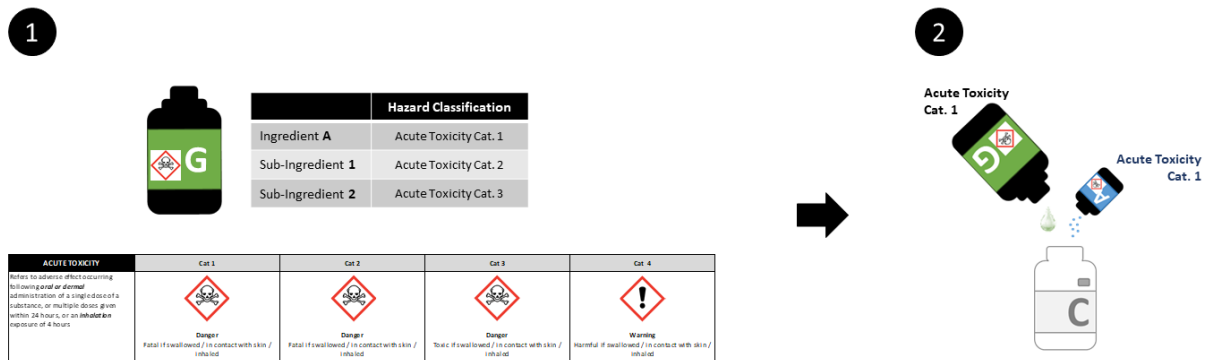 1
2
Hazard Classification
Ingredient A
Acute Toxicity Cat. 1
Sub-Ingredient 1
Acute Toxicity Cat. 2
Sub-Ingredient 2
Acute Toxicity Cat. 3
G
Acute Toxicity
Cat. 1
G
Acute Toxicity
Cat. 1
A
C
ACUTE TOXICITY
Cat 1
Cat 2
Cat 3
Cat 4
Refers to adverse effect occurring
following oral or dermal
administration of a single dose of a
substance, or multiple doses given
within 24 hours, or an inhalation
exposure of 4 hours
Danger
Fatal if swallowed / in contact with skin /
inhaled
Danger
Fatal if swallowed / in contact with skin /
inhaled
Danger
Toxic if swallowed / in contact with skin /
inhaled
Warning
Harmful if swallowed / in contact with skin /
inhaled